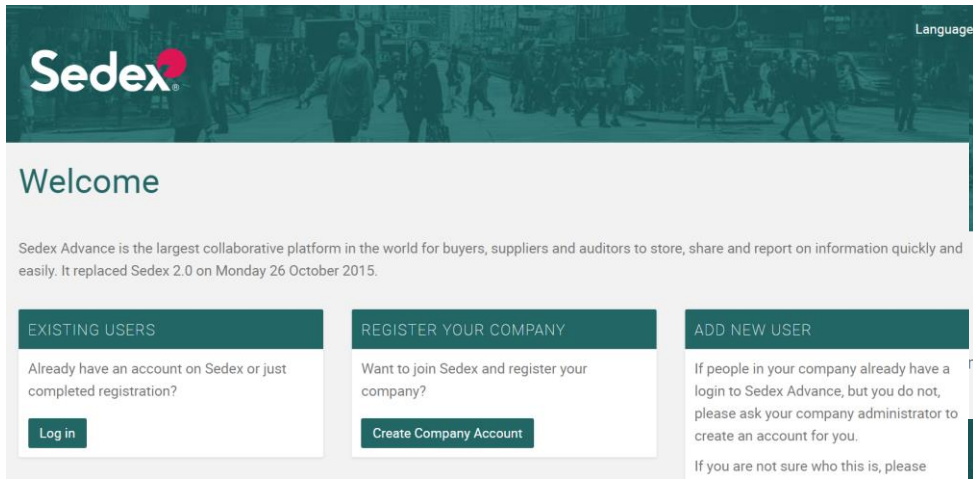 Language
Sedex
Welcome
Sedex Advance is the largest collaborative platform in the world for buyers, suppliers and auditors to store, share and report on information quickly and
easily. It replaced Sedex 2.0 on Monday 26 October 2015.
EXISTING USERS
Already have an account on Sedex or just
completed registration?
Log in
REGISTER YOUR COMPANY
Want to join Sedex and register your
company?
Create Company Account
ADD NEW USER
If people in your company already have a
login to Sedex Advance, but you do not,
please ask your company administrator to
create an account for you.
If you are not sure who this is, please